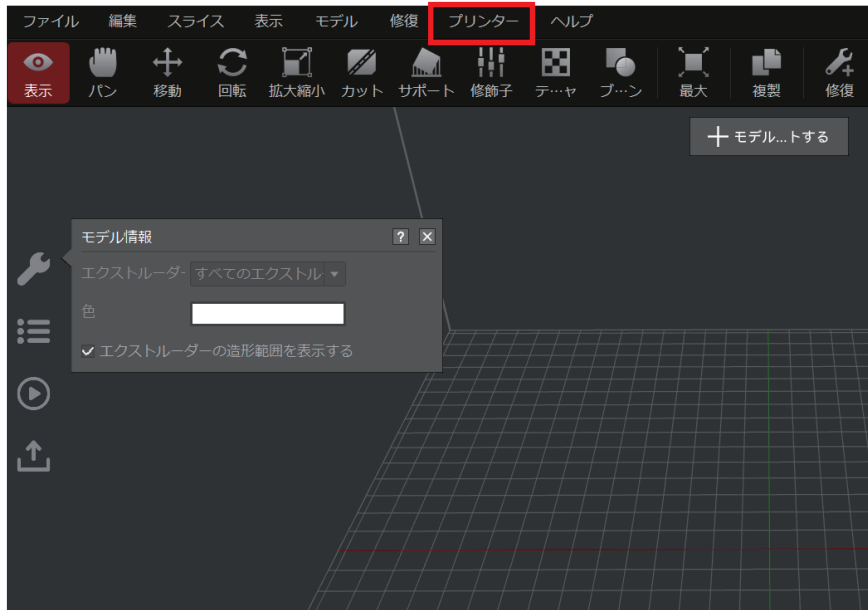 ファイル 編集 スライス 表示 モデル 修復 プリンター ヘルプ
表示 パン 移動 回転 拡大縮小 カット サポート 修飾子 テ…ャ ブ…ン 最大 複製 修復
モデル...トする
モデル情報 ?
エクストルーダ- すべてのエクストル
色
エクストルーダーの造形範囲を表示する